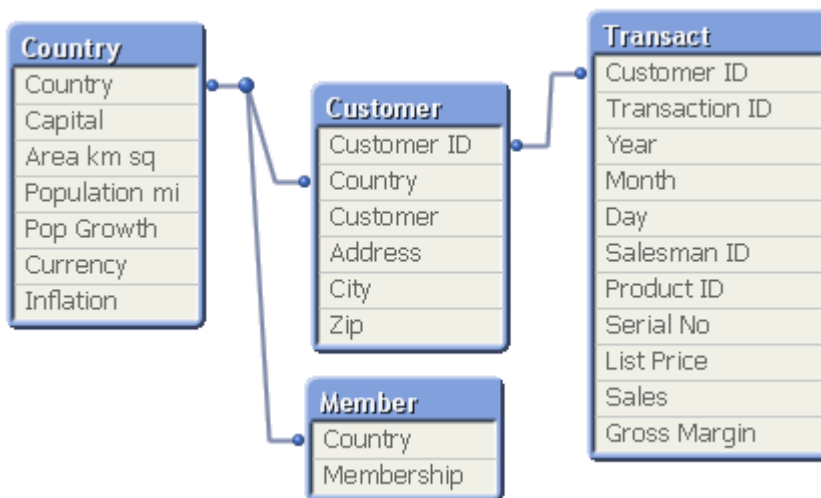 Country
Country
Capital
Area km sq
Population mi
Pop Growth
Currency
Inflation
Customer
Customer ID
Country
Customer
Address
City
Zip
Member
Country
Membership
Transact
Customer ID
Transaction ID
Year
Month
Day
Salesman ID
Product ID
Serial No
List Price
Sales
Gross Margin